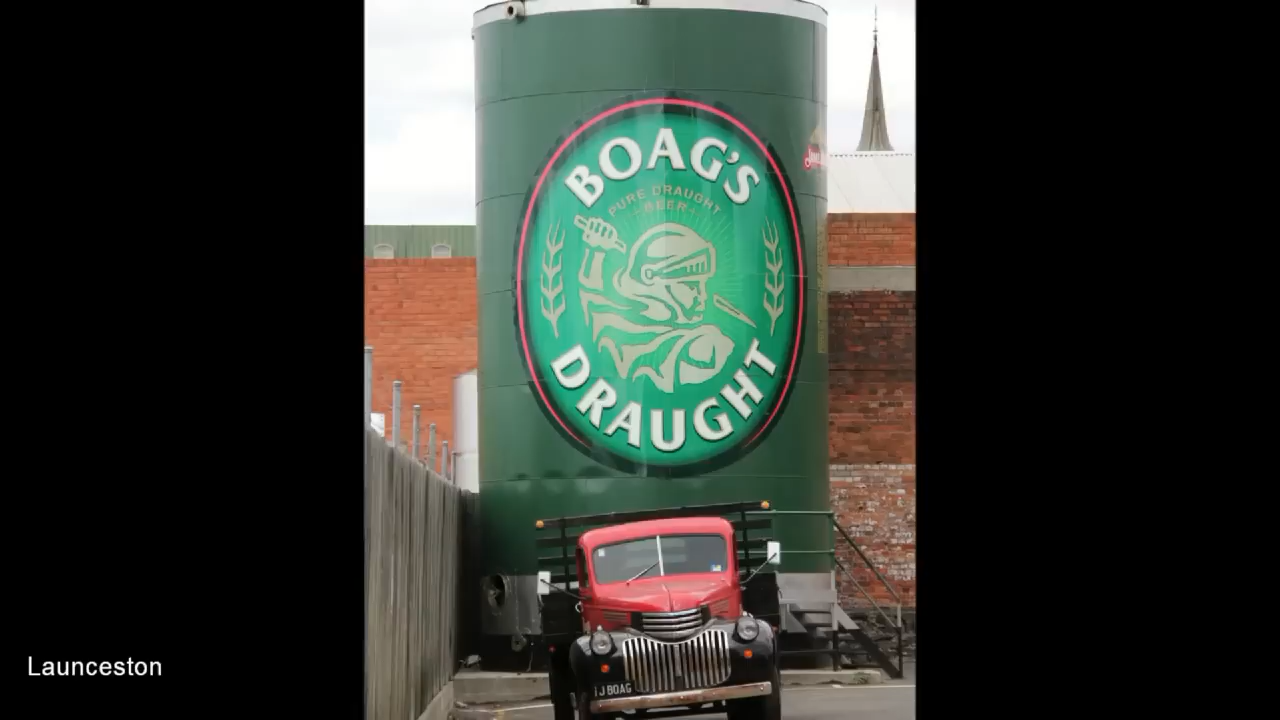 BOAG'S
PURE DRAUGHT
BEER
DRAUGHT
J BOAG
Launceston